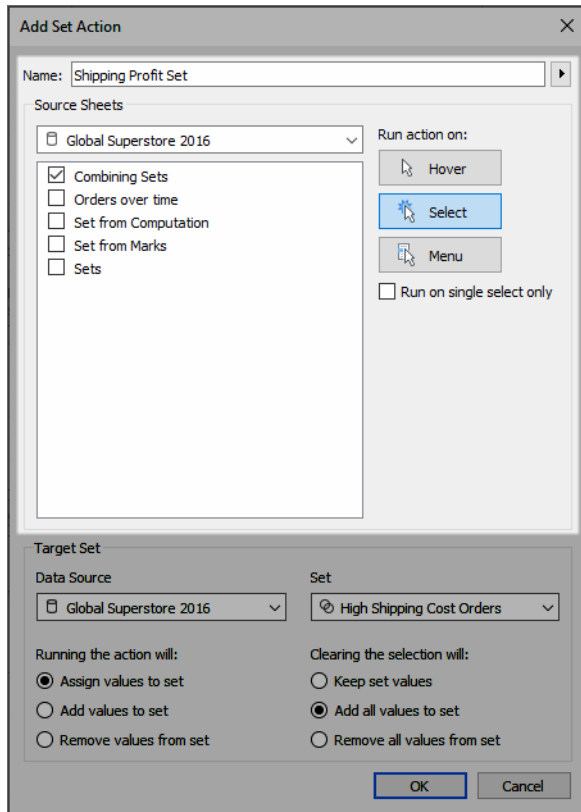 Add Set Action
Name: Shipping Profit Set
Source Sheets
Global Superstore 2016
Combining Sets
Orders over time
Set from Computation
Set from Marks
Sets
Run action on:
Hover
Select
Menu
Run on single select only
Target Set
Data Source
Global Superstore 2016
Set
High Shipping Cost Orders
Running the action will:
Assign values to set
Add values to set
Remove values from set
Clearing the selection will:
Keep set values
Add all values to set
Remove all values from set
OK
Cancel